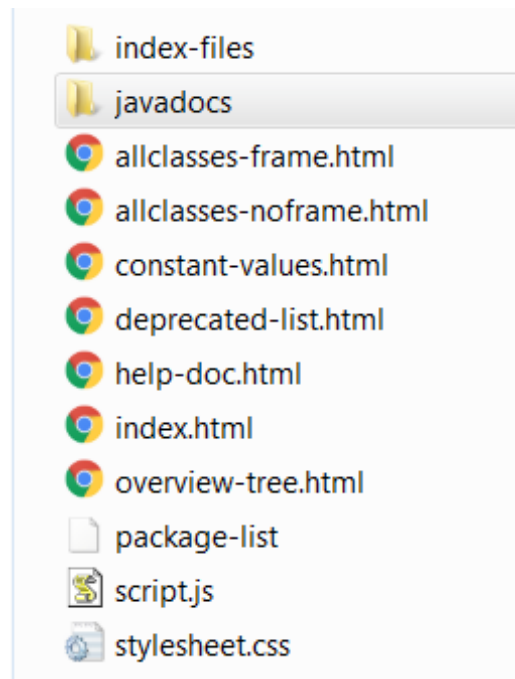 index-files
javadocs
allclasses-frame.html
allclasses-noframe.html
constant-values.html
deprecated-list.html
help-doc.html
index.html
overview-tree.html
package-list
script.js
stylesheet.css